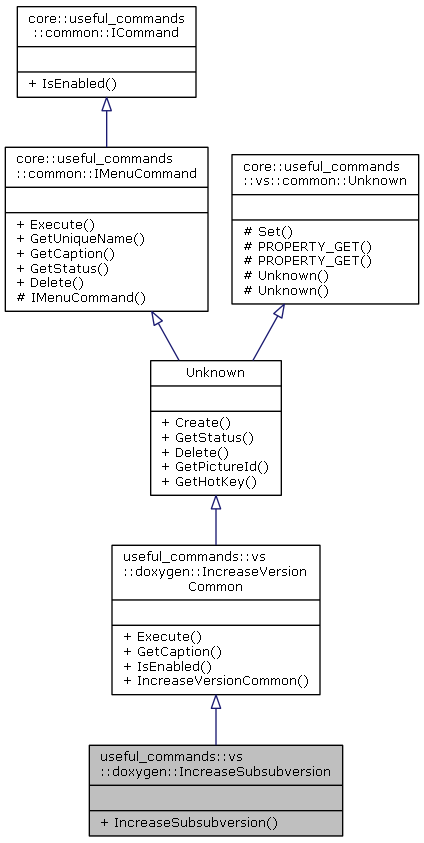 core::useful_commands
::common::ICommand
+ IsEnabled()
core::useful_commands
::common::IMenuCommand
+ Execute()
+ GetUniqueName()
+ GetCaption()
+ GetStatus()
+ Delete()
# IMenuCommand()
core::useful_commands
::vs::common::Unknown
# Set()
# PROPERTY_GET()
# PROPERTY_GET()
# Unknown()
# Unknown()
Unknown
+ Create()
+ GetStatus()
+ Delete()
+ GetPictureId()
+ GetHotKey()
useful_commands::vs
::doxygen::IncreaseVersion
Common
+ Execute()
+ GetCaption()
+ IsEnabled()
+ IncreaseVersionCommon()
useful_commands::vs
::doxygen::IncreaseSubsubversion
+ IncreaseSubsubversion()